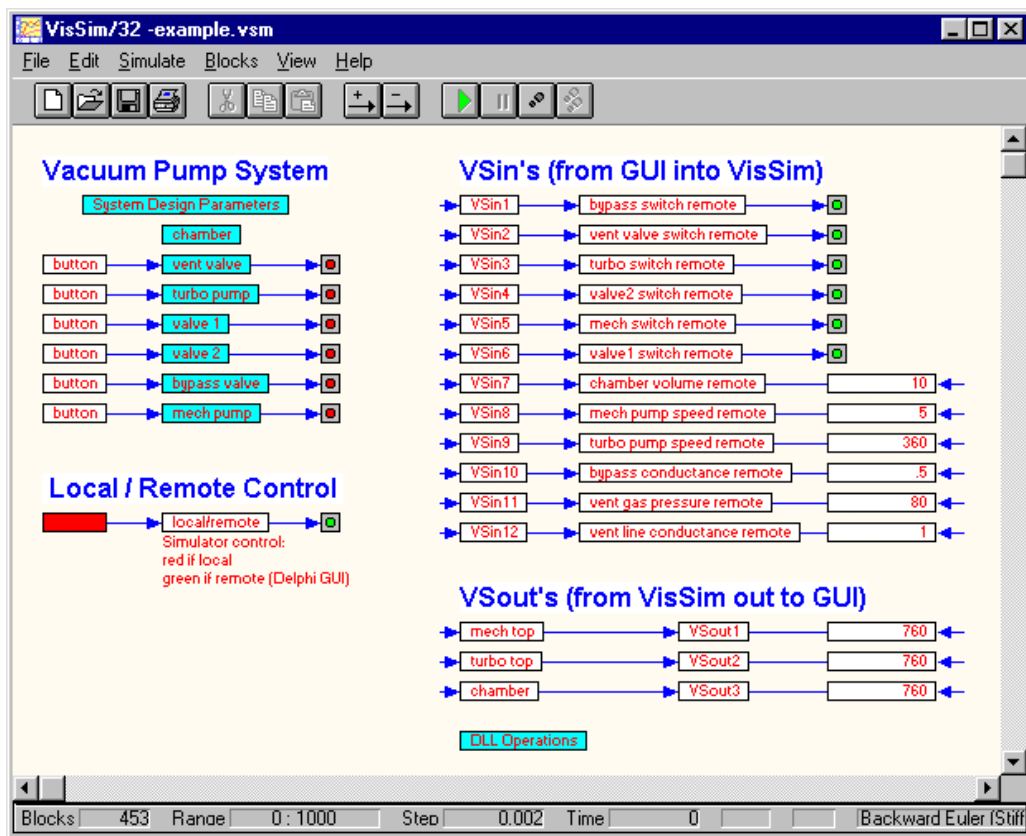 VisSim/32 -example.vsm
File Edit Simulate Blocks View Help
Vacuum Pump System
System Design Parameters
chamber
button vent valve
button turbo pump
button valve 1
button valve 2
button bypass valve
button mech pump
Local / Remote Control
local/remote
Simulator control:
red if local
green if remote (Delphi GUI)
VSin's (from GUI into VisSim)
VSin1 bypass switch remote
VSin2 vent valve switch remote
VSin3 turbo switch remote
VSin4 valve2 switch remote
VSin5 mech switch remote
VSin6 valve1 switch remote
VSin7 chamber volume remote 10
VSin8 mech pump speed remote 5
VSin9 turbo pump speed remote 360
VSin10 bypass conductance remote .5
VSin11 vent gas pressure remote 80
VSin12 vent line conductance remote 1
VSout's (from VisSim out to GUI)
mech top VSout1 760
turbo top VSout2 760
chamber VSout3 760
DLL Operations
Blocks 453 Range 0 : 1000 Step 0.002 Time 0 Backward Euler (Stiff